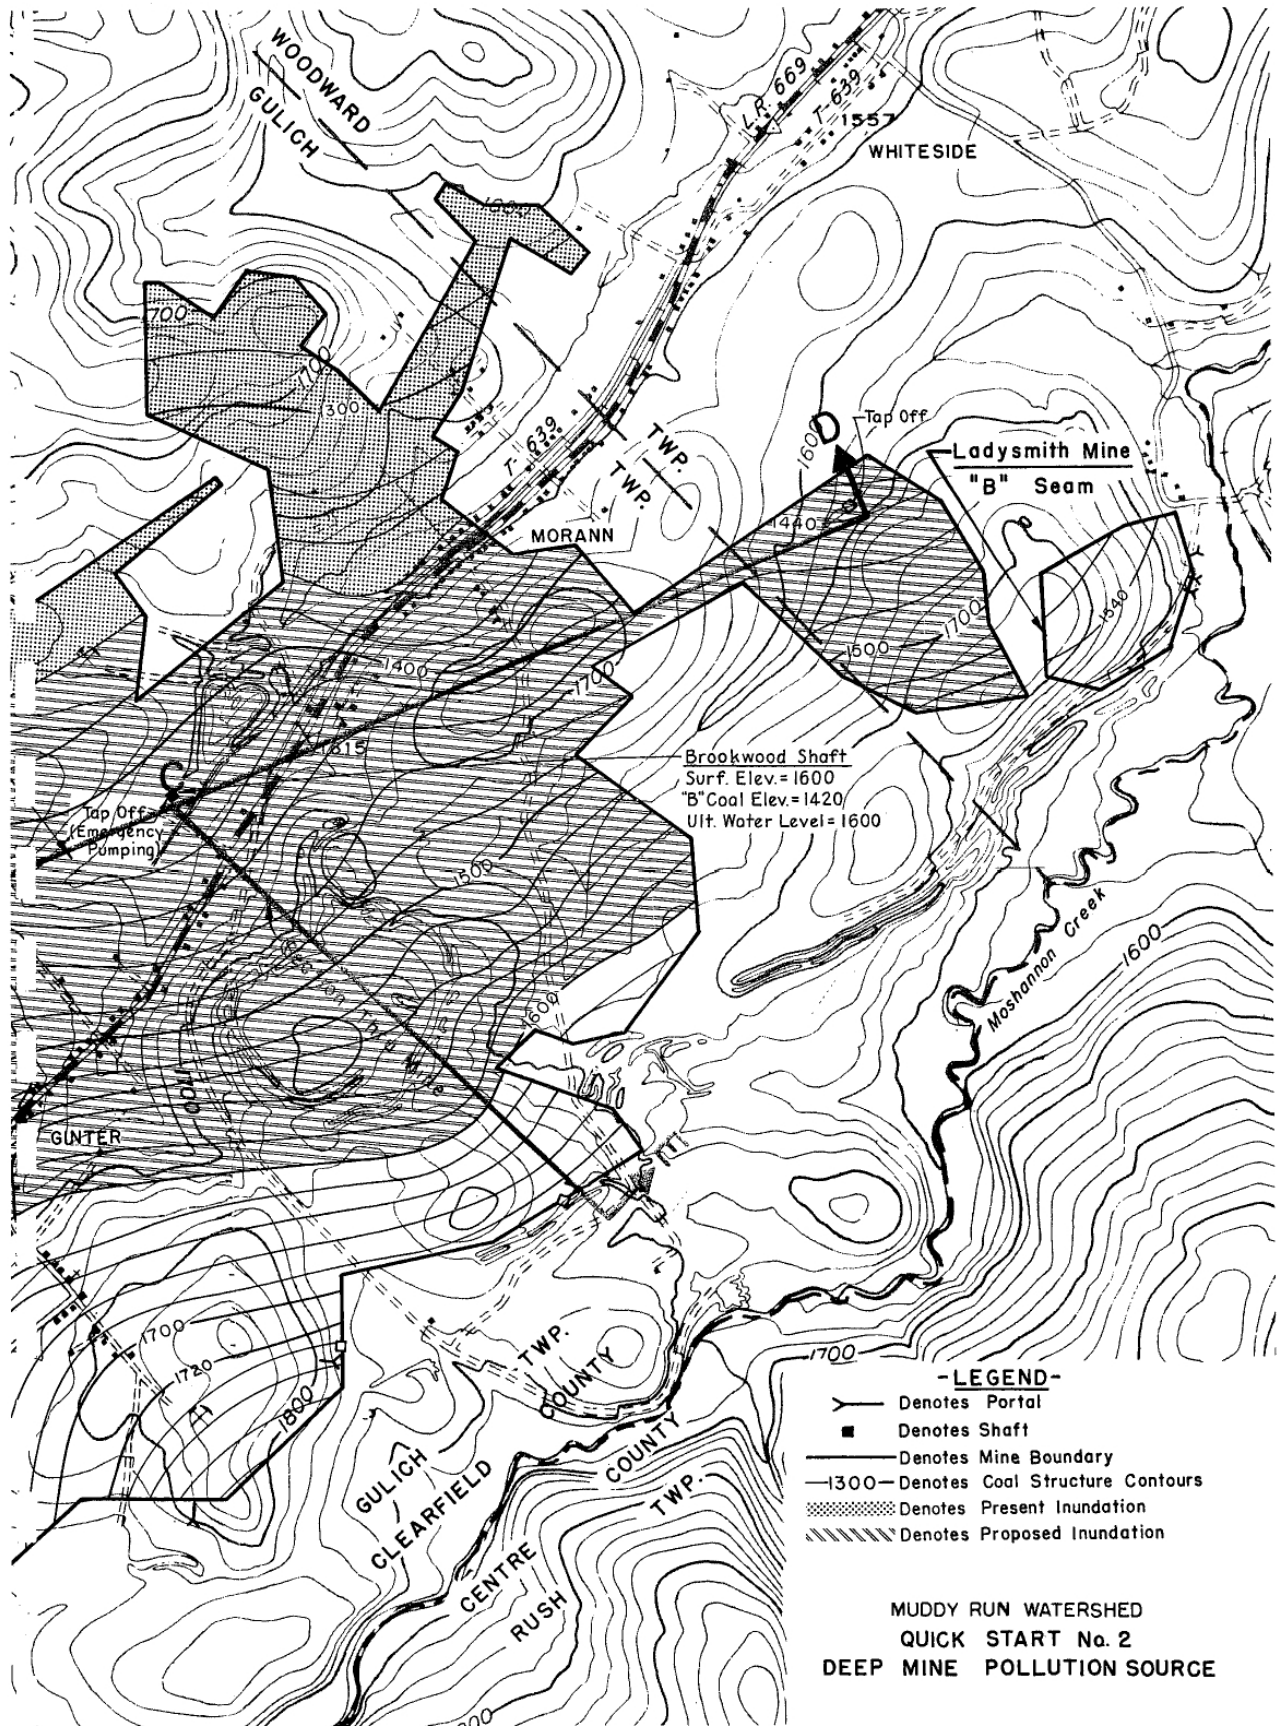 WOODWARD
GULICH
L.R. 669
T-639
1557
WHITESIDE
1700
1700
1300
T-639
TWP.
TWP.
MORANN
1600
D
Tap Off
Ladysmith Mine
"B" Seam
1440
1540
1700
1500
1400
1700
1615
C
Tap Off
(Emergency
Pumping)
Brookwood Shaft
Surf. Elev.= 1600
"B" Coal Elev.= 1420
Ult. Water Level= 1600
1500
Moshannon Creek
1600
1600
1700
GINTER
1700
1720
1800
TWP.
COUNTY
1700
GULICH
CLEARFIELD
COUNTY
TWP.
CENTRE
RUSH
-LEGEND-
Denotes Portal
Denotes Shaft
Denotes Mine Boundary
1300 Denotes Coal Structure Contours
Denotes Present Inundation
Denotes Proposed Inundation
MUDDY RUN WATERSHED
QUICK START No. 2
DEEP MINE POLLUTION SOURCE